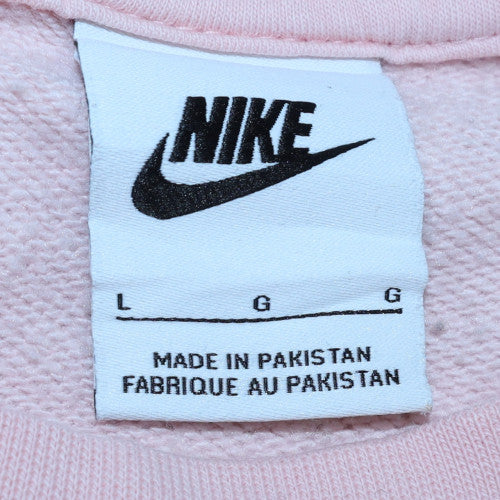 NIKE
L G G
MADE IN PAKISTAN
FABRIQUE AU PAKISTAN